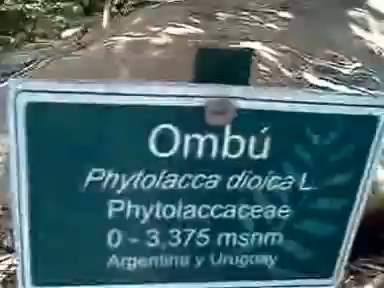 Ombú
Phytolacca dioica L.
Phytolaccaceae
0 - 3.375 msnm
Argentina y Uruguay